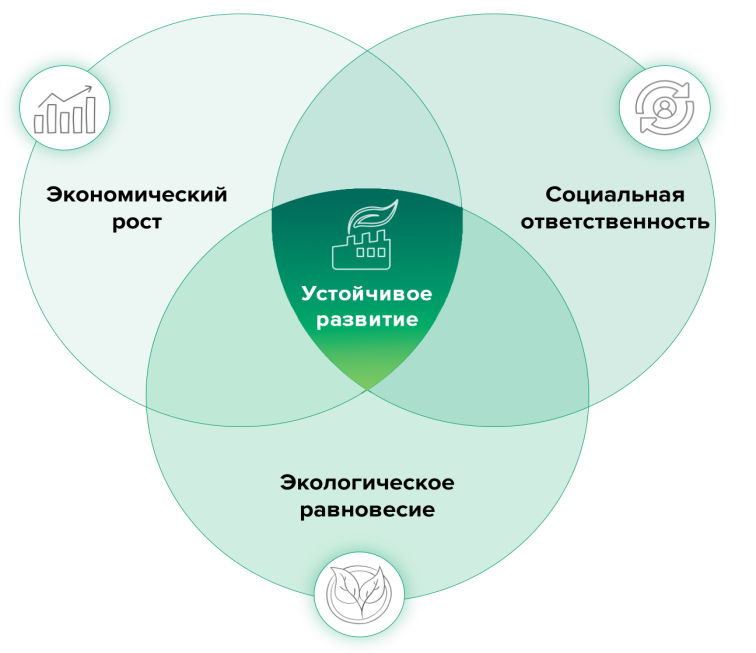 Экономический
рост
Социальная
ответственность
Устойчивое
развитие
Экологическое
равновесие